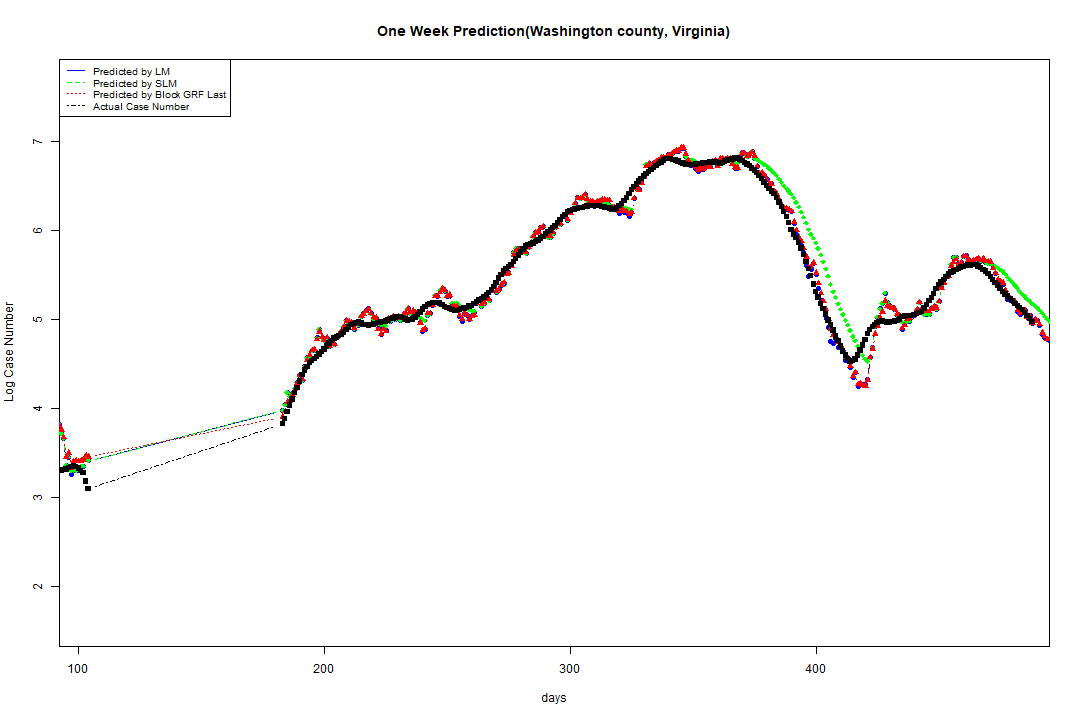 One Week Prediction(Washington county, Virginia)
Predicted by LM
Predicted by SLM
Predicted by Block GRF Last
Actual Case Number
7
6
5
4
3
2
Log Case Number
100 200 300 400
days